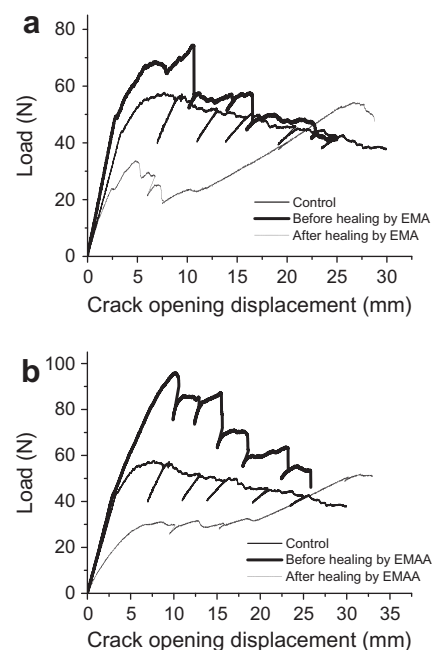 a
80
60
40
20
0
Load (N)
Control
Before healing by EMA
After healing by EMA
0 5 10 15 20 25 30
Crack opening displacement (mm)
b
100
80
60
40
20
0
Load (N)
Control
Before healing by EMAA
After healing by EMAA
0 5 10 15 20 25 30 35
Crack opening displacement (mm)